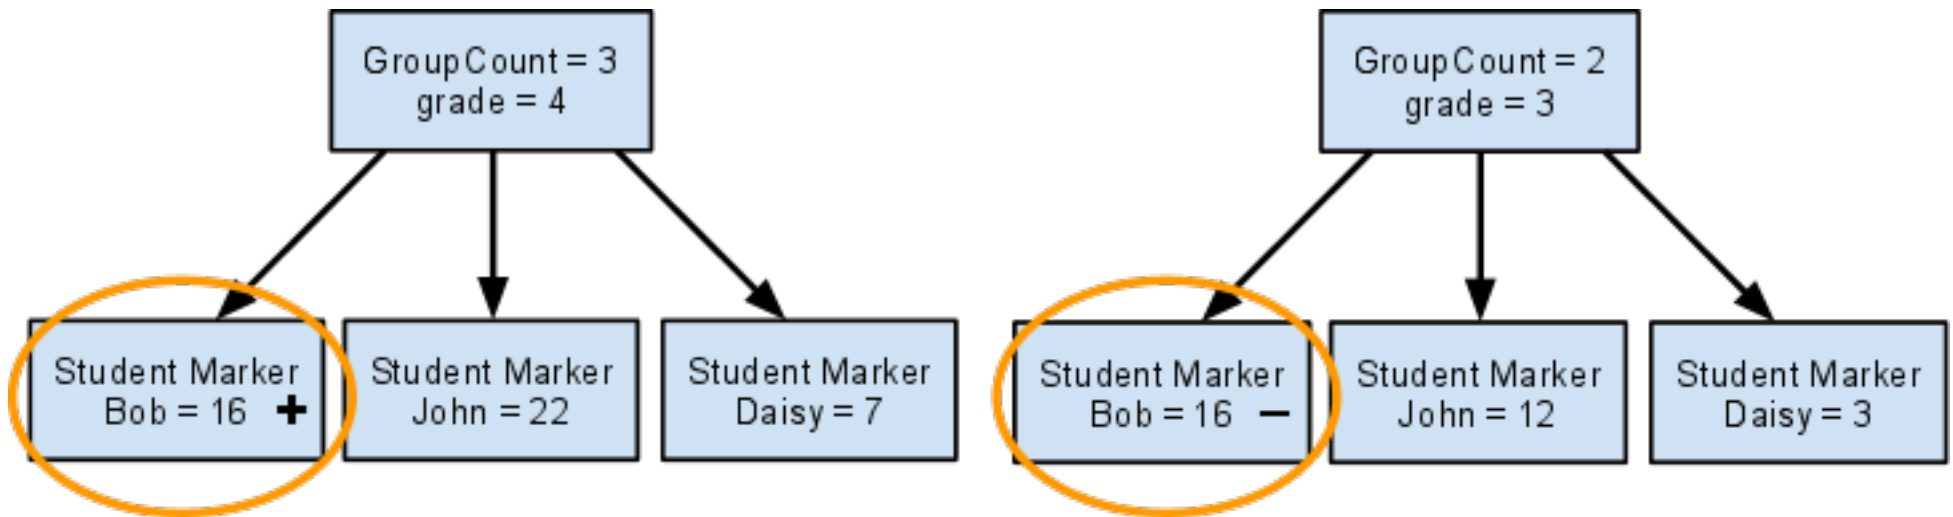 GroupCount = 3
grade = 4
Student Marker
Bob = 16 +
Student Marker
John = 22
Student Marker
Daisy = 7
GroupCount = 2
grade = 3
Student Marker
Bob = 16 −
Student Marker
John = 12
Student Marker
Daisy = 3